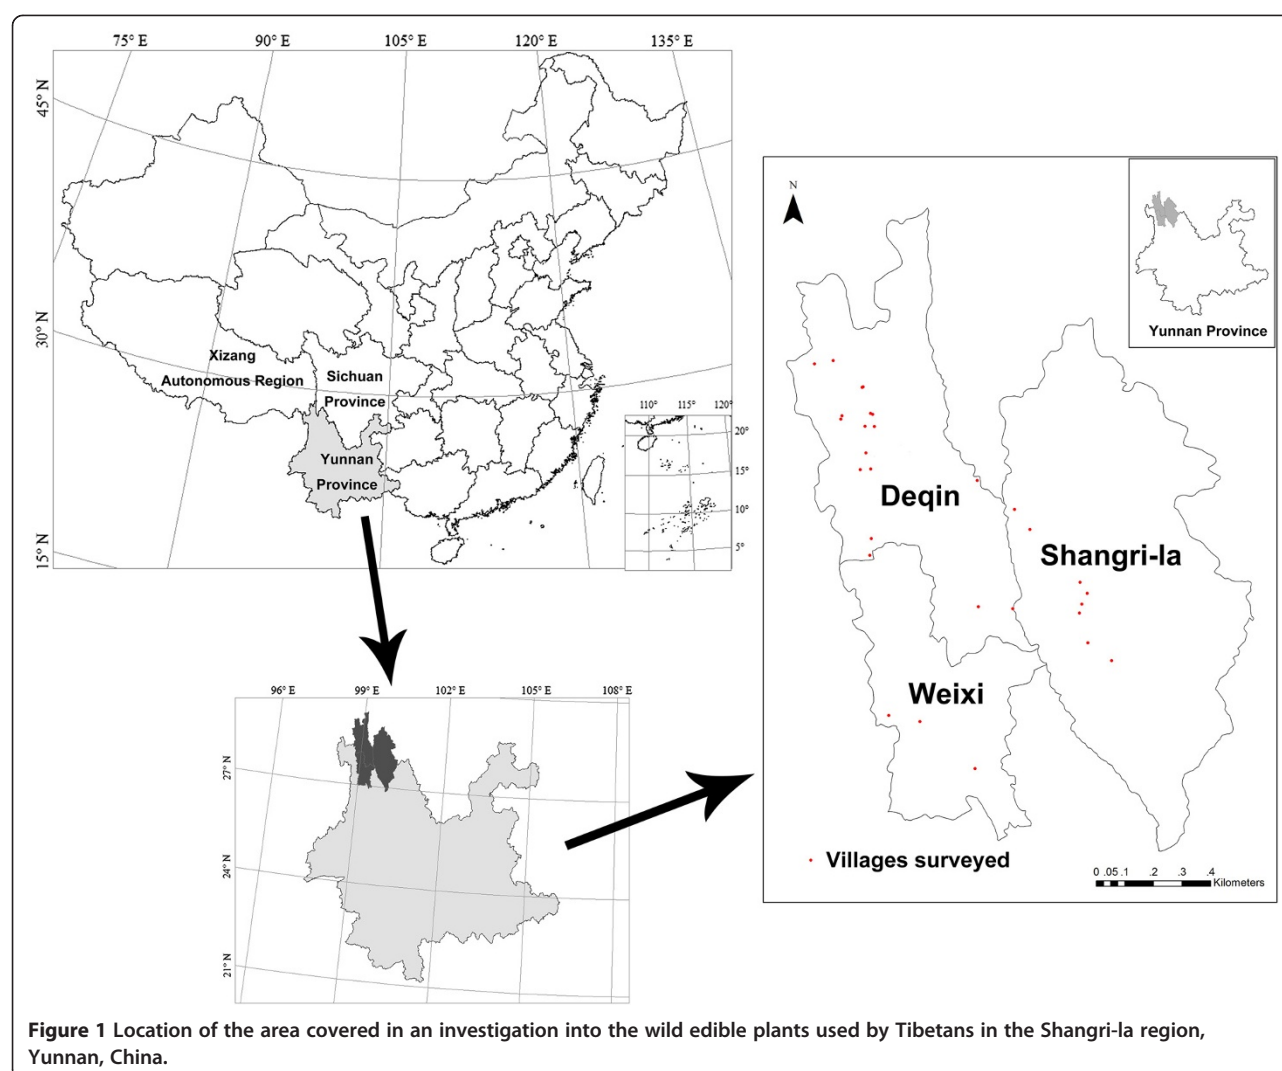 75° E
90° E
105° E
120° E
135° E
45° N
30° N
15° N
Xizang
Autonomous Region
Sichuan
Province
Yunnan
Province
110°
115°
120°
20°
15°
10°
5°
96° E
99° E
102° E
105° E
108° E
27° N
24° N
21° N
N
Yunnan Province
Deqin
Shangri-la
Weixi
Villages surveyed
0 .05 .1 .2 .3 .4
Kilometers
Figure 1 Location of the area covered in an investigation into the wild edible plants used by Tibetans in the Shangri-la region,
Yunnan, China.